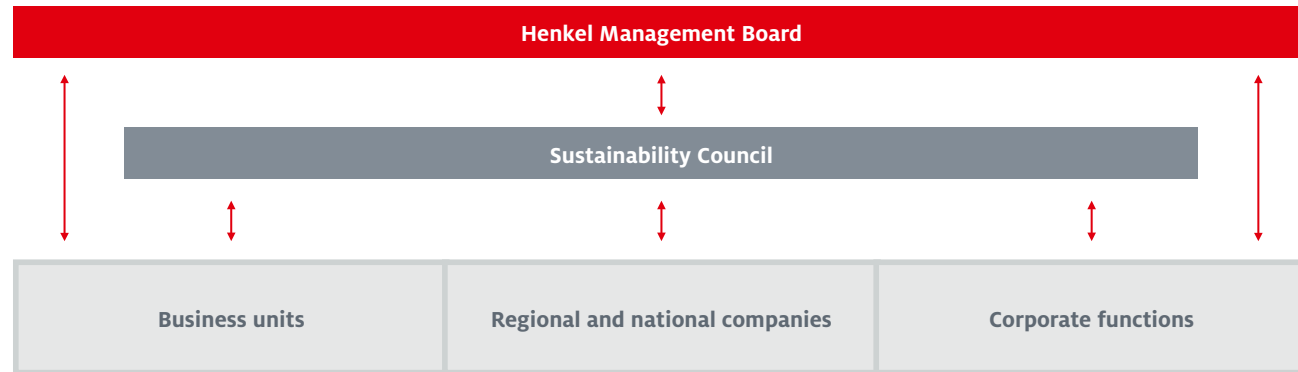 Henkel Management Board
Sustainability Council
Business units
Regional and national companies
Corporate functions